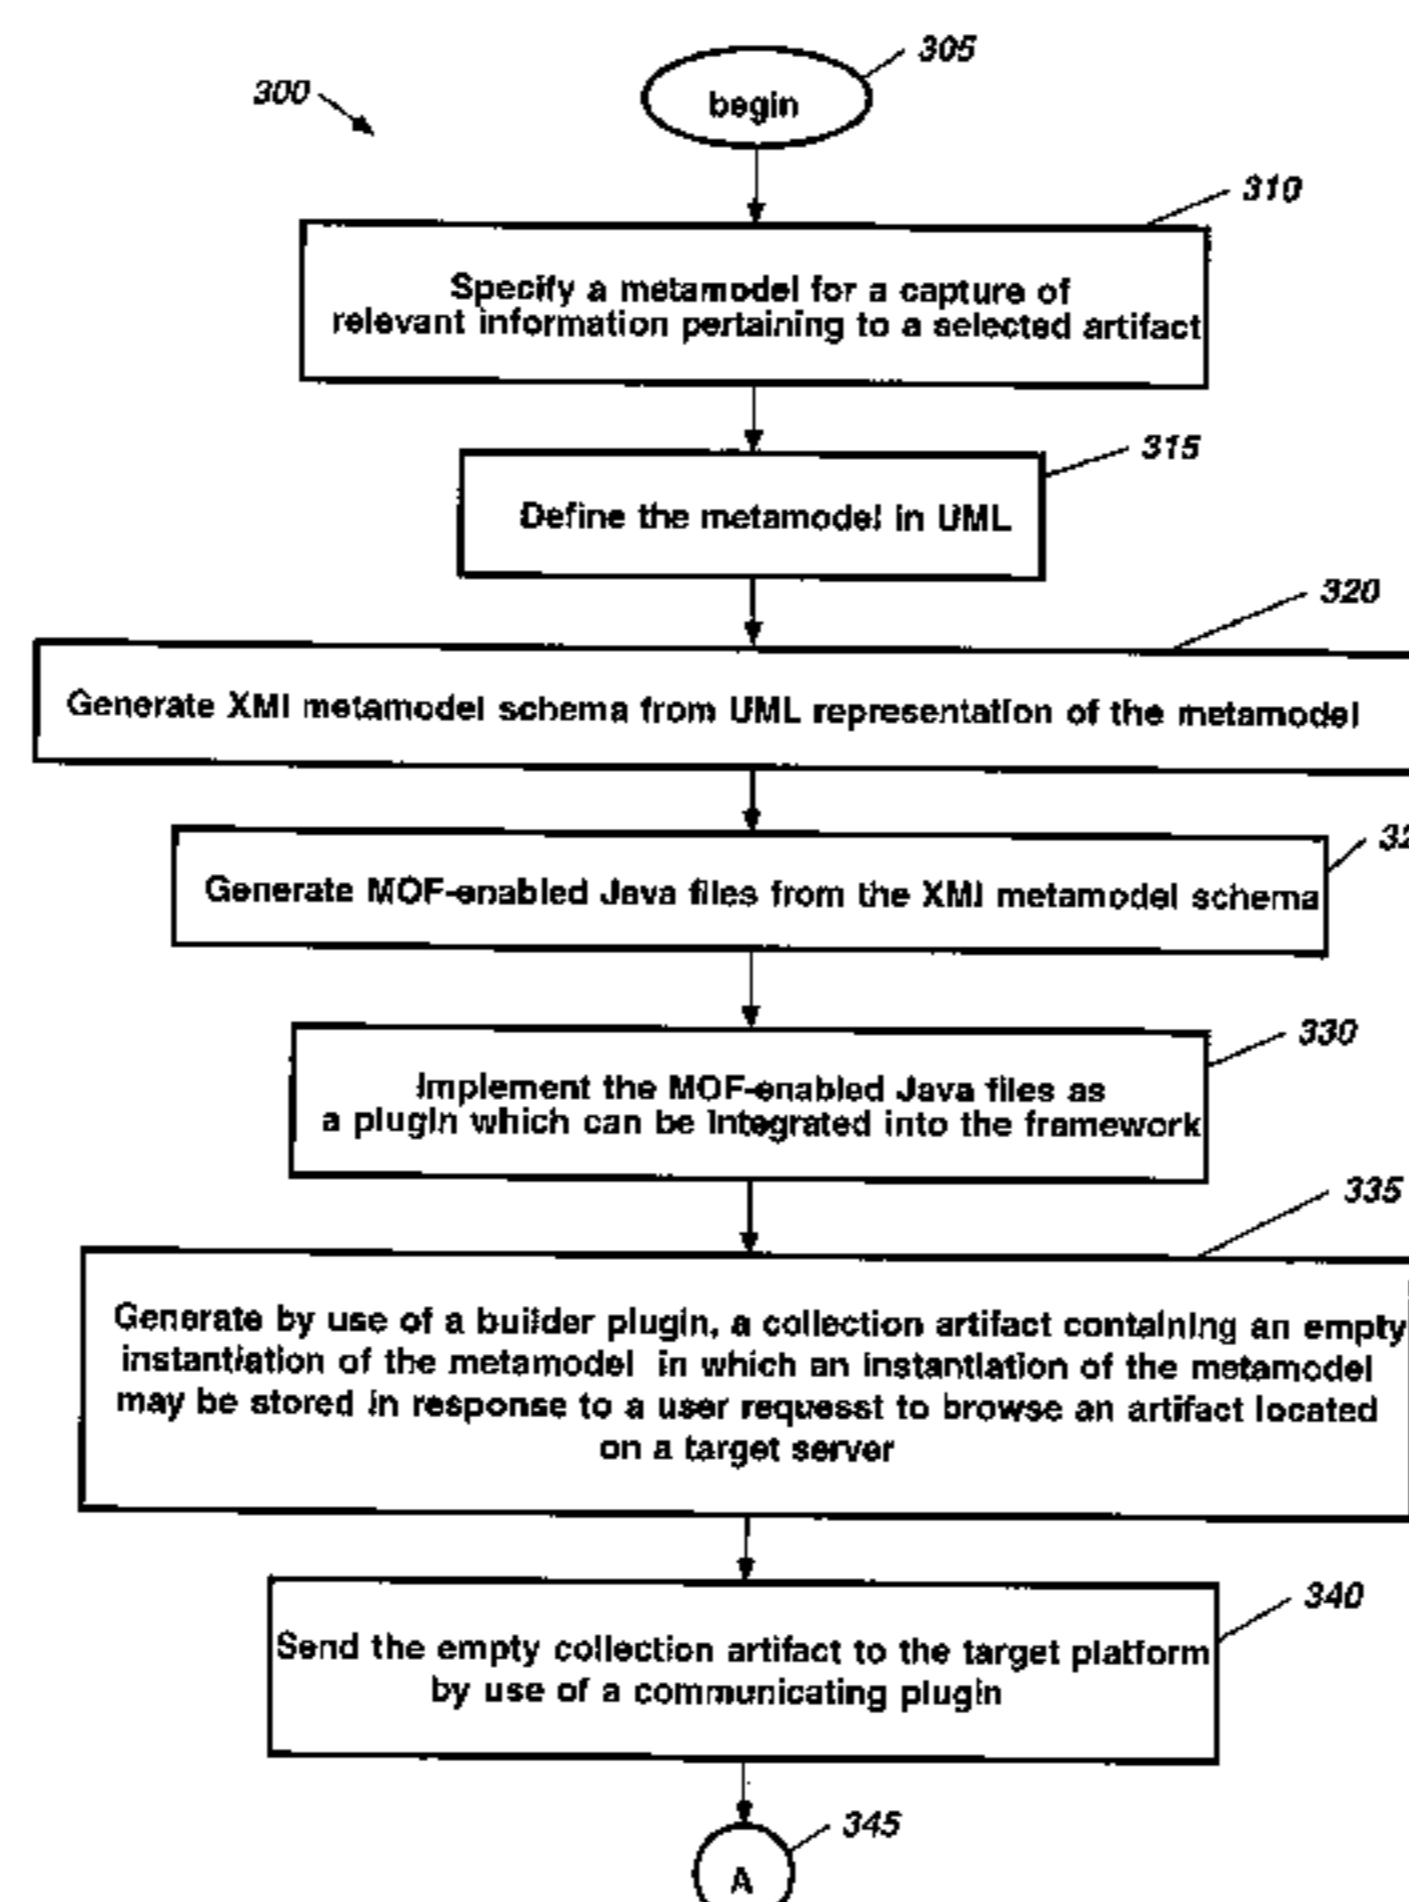 300
305
begin
310
Specify a metamodel for a capture of
relevant information pertaining to a selected artifact
315
Define the metamodel in UML
320
Generate XMI metamodel schema from UML representation of the metamodel
Generate MOF-enabled Java files from the XMI metamodel schema
330
Implement the MOF-enabled Java files as
a plugin which can be integrated into the framework
335
Generate by use of a builder plugin, a collection artifact containing an empty
instantiation of the metamodel in which an instantiation of the metamodel
may be stored in response to a user requesst to browse an artifact located
on a target server
340
Send the empty collection artifact to the target platform
by use of a communicating plugin
345
A